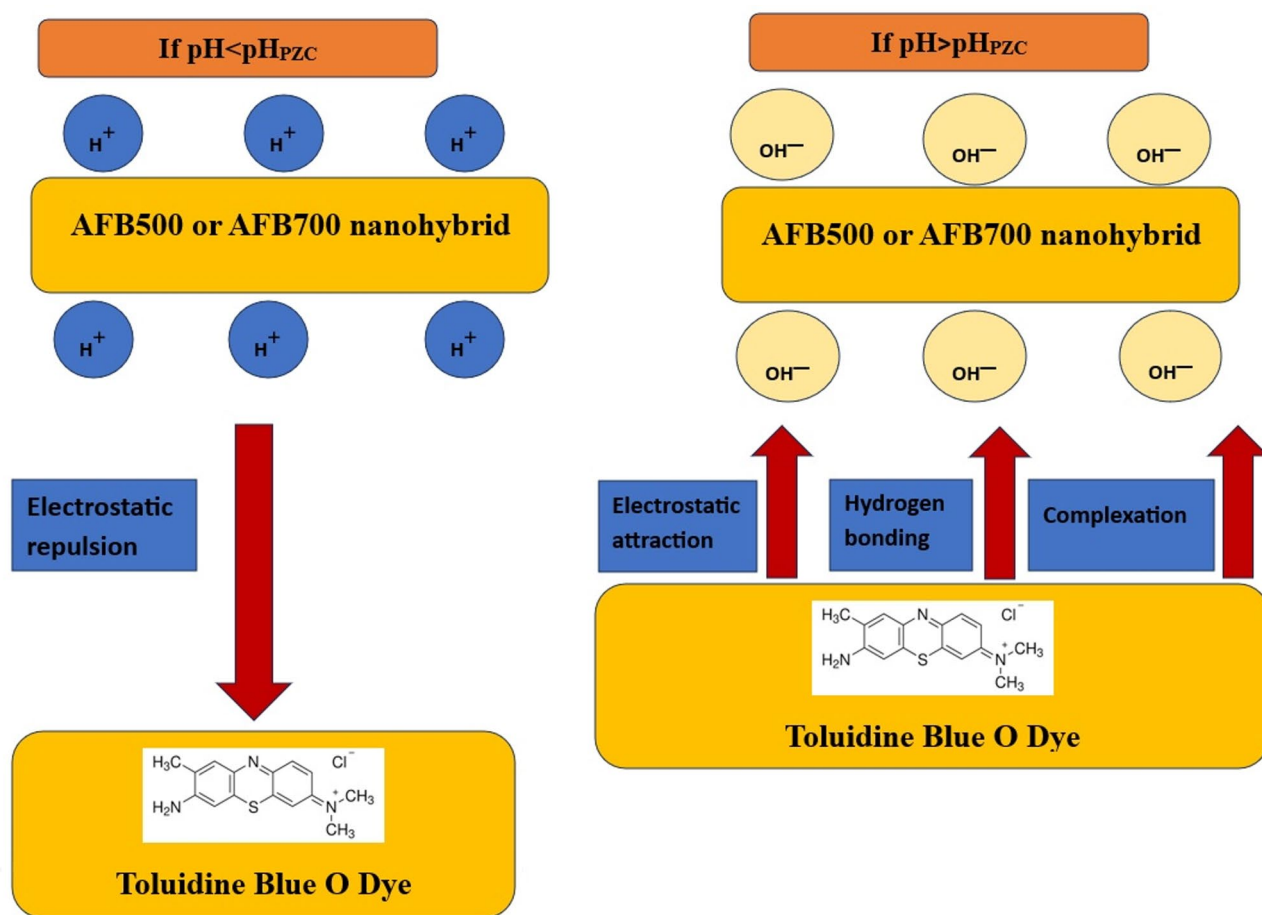 If pH<pHPZC
H+
H+
H+
AFB500 or AFB700 nanohybrid
H+
H+
H+
Electrostatic
repulsion
H₃C
N
Cl⁻
H₂N
S
N+
CH₃
CH₃
Toluidine Blue O Dye
If pH>pHPZC
OH—
OH—
OH—
AFB500 or AFB700 nanohybrid
OH—
OH—
OH—
Electrostatic
attraction
Hydrogen
bonding
Complexation
H₃C
N
Cl⁻
H₂N
S
N+
CH₃
CH₃
Toluidine Blue O Dye